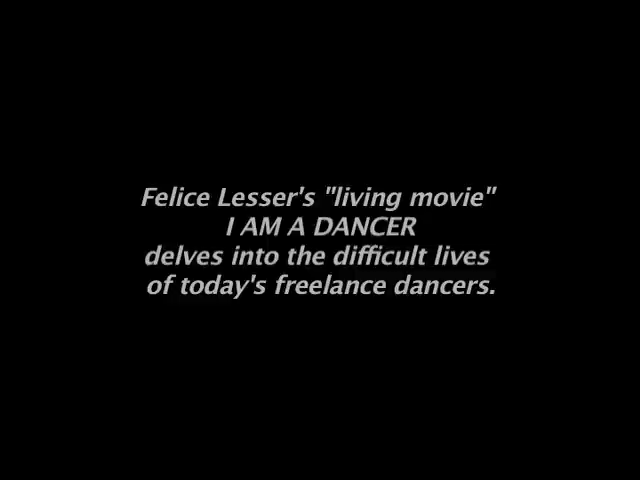 Felice Lesser's "living movie"
I AM A DANCER
delves into the difficult lives
of today's freelance dancers.